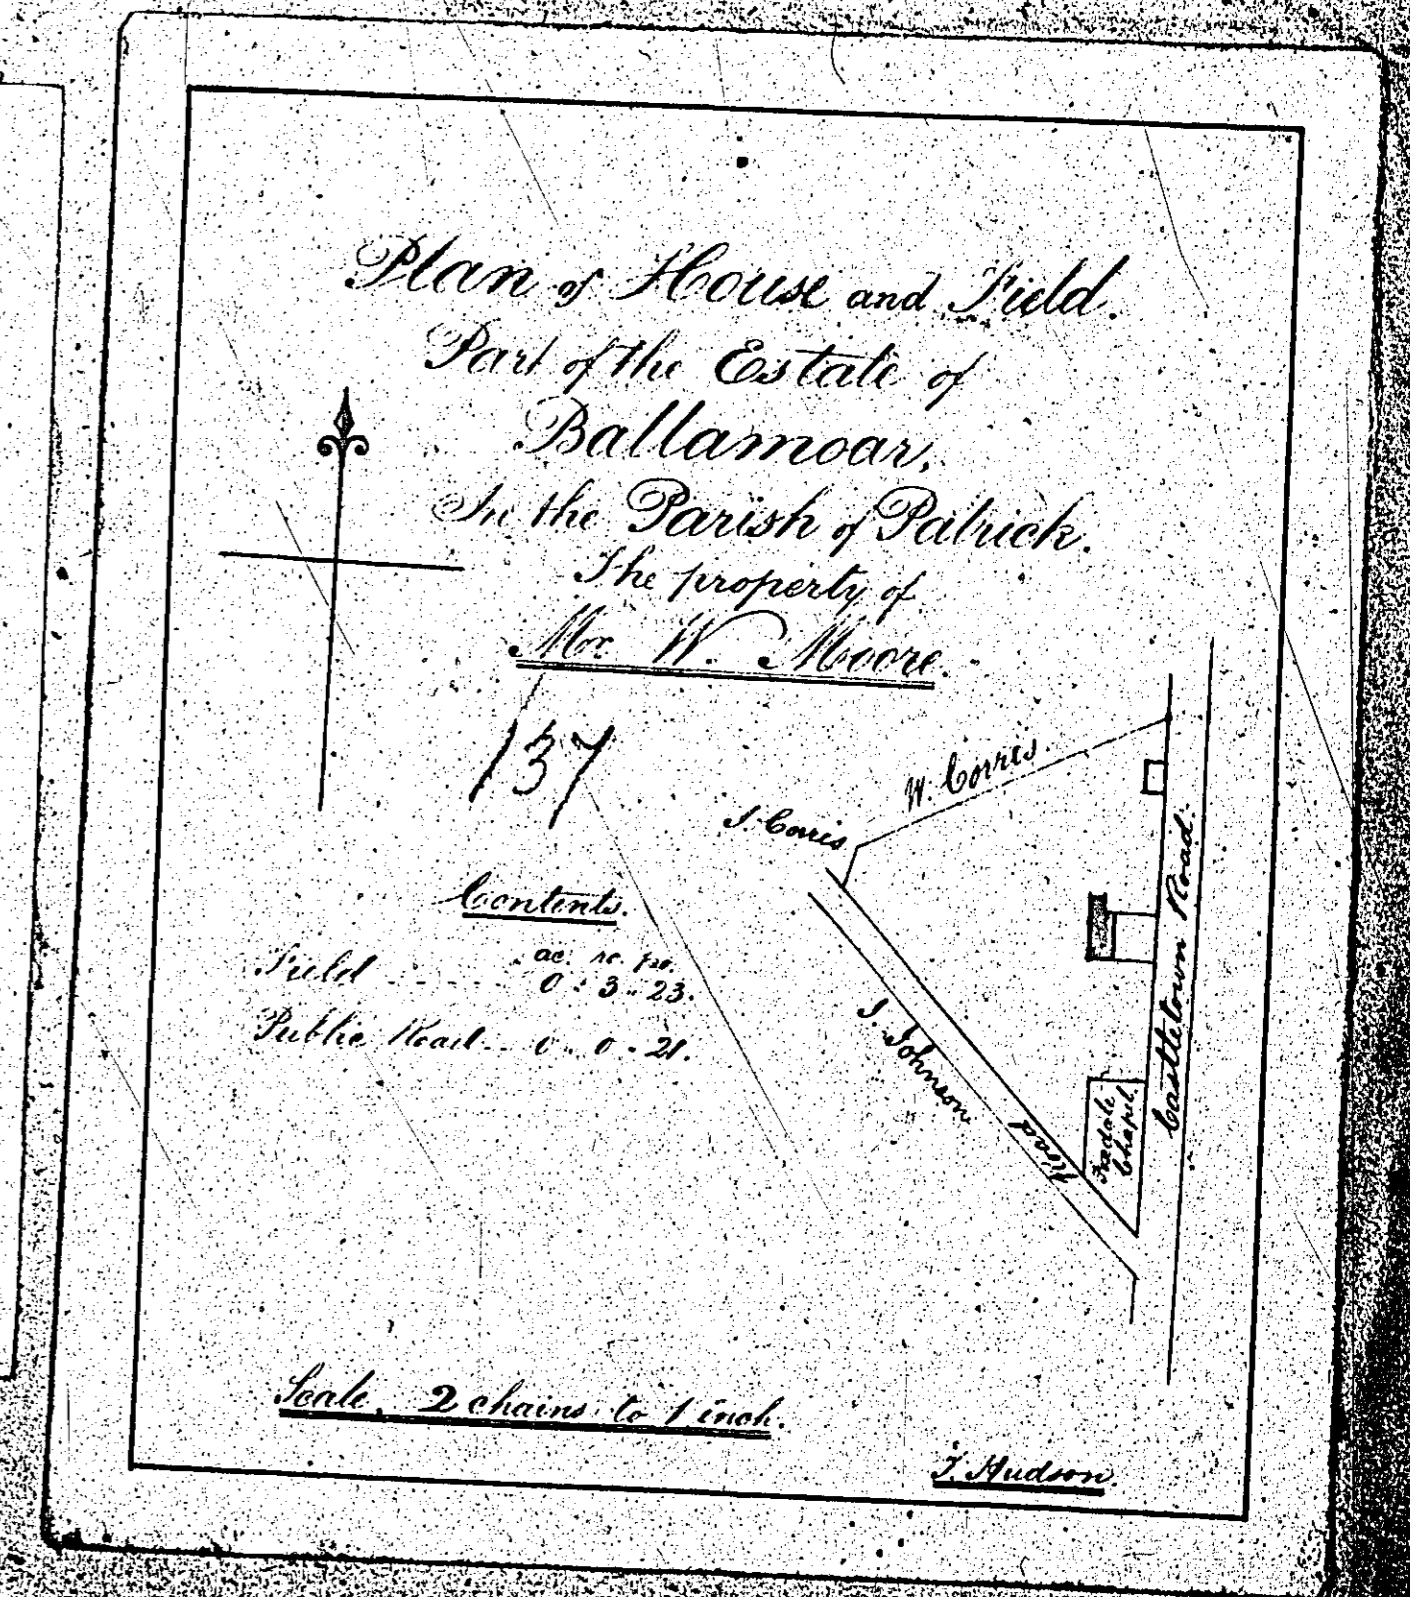 Plan of House and Field.
Part of the Estate of
Ballamoar,
In the Parish of Patrick.
The property of
Mr. W. Moore.
137
W. Corris.
J. Corris
Contents.
ac. ro. per.
Field - - - - - 0 : 3 .. 23.
Public Road - - 0 .. 0 - 21.
J. Johnson
Road
Foxdale
Chapel.
Castletown Road.
Scale, 2 chains to 1 inch.
T. Hudson.